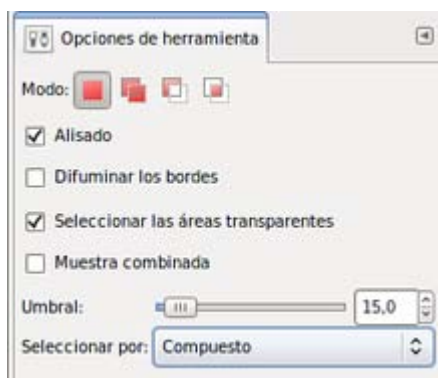 Opciones de herramienta
Modo:
Alisado
Difuminar los bordes
Seleccionar las áreas transparentes
Muestra combinada
Umbral: 15,0
Seleccionar por: Compuesto